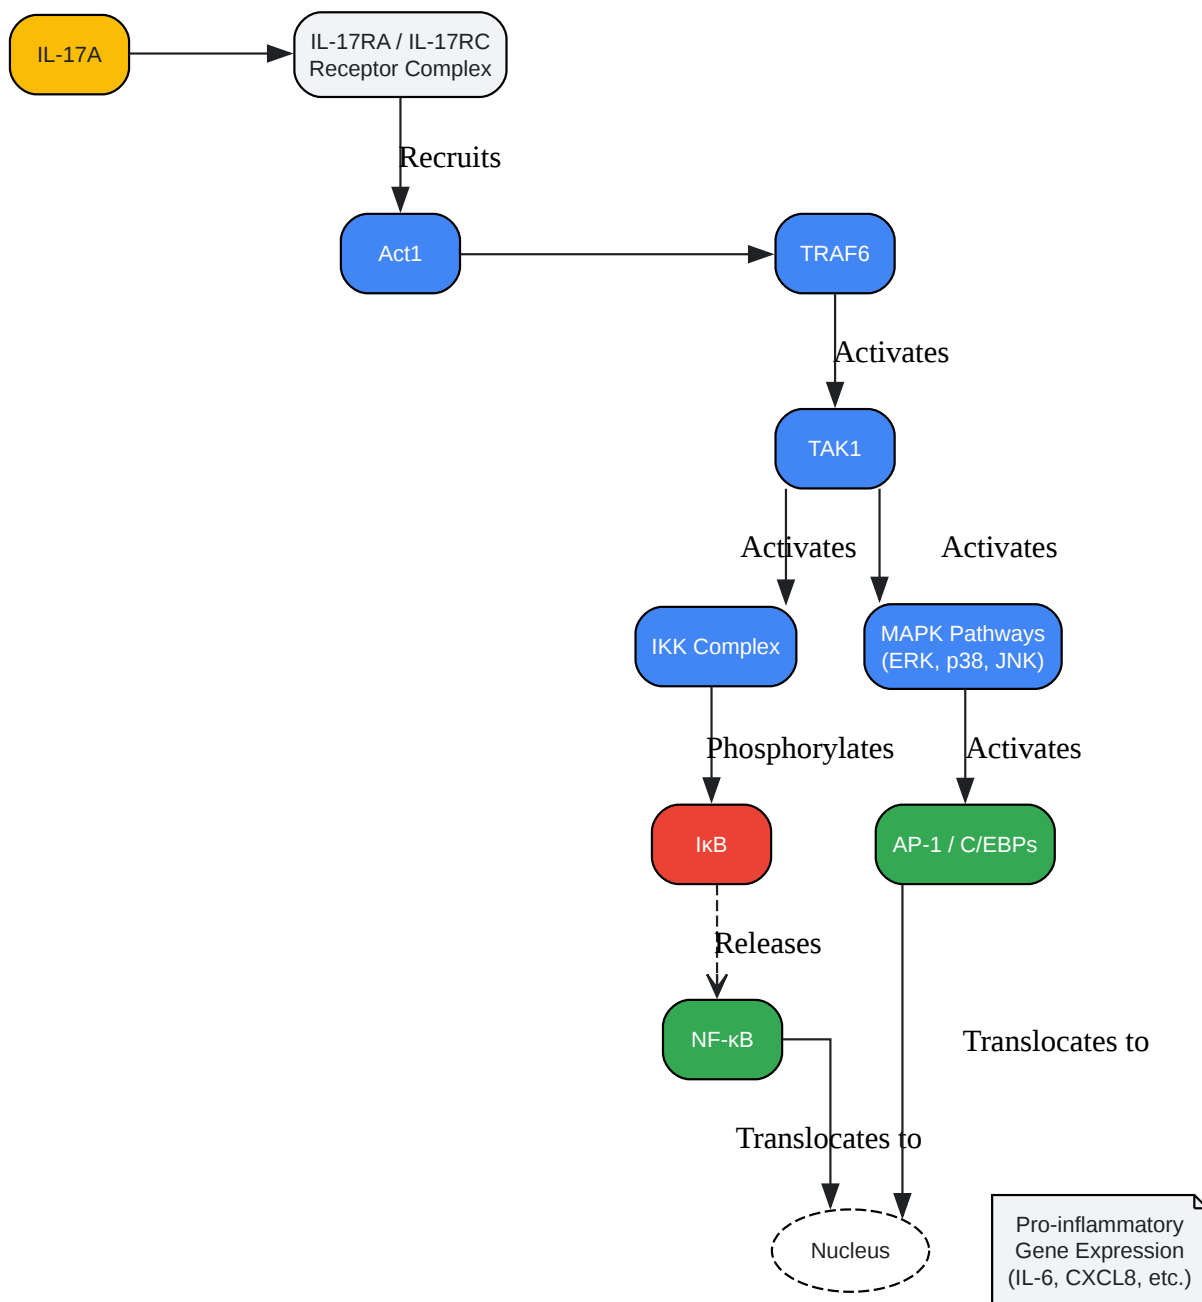 IL-17A
IL-17RA / IL-17RC
Receptor Complex
Recruits
Act1
TRAF6
Activates
TAK1
Activates
Activates
IKK Complex
MAPK Pathways
(ERK, p38, JNK)
Phosphorylates
Activates
IκB
AP-1 / C/EBPs
Releases
NF-κB
Translocates to
Translocates to
Nucleus
Pro-inflammatory
Gene Expression
(IL-6, CXCL8, etc.)